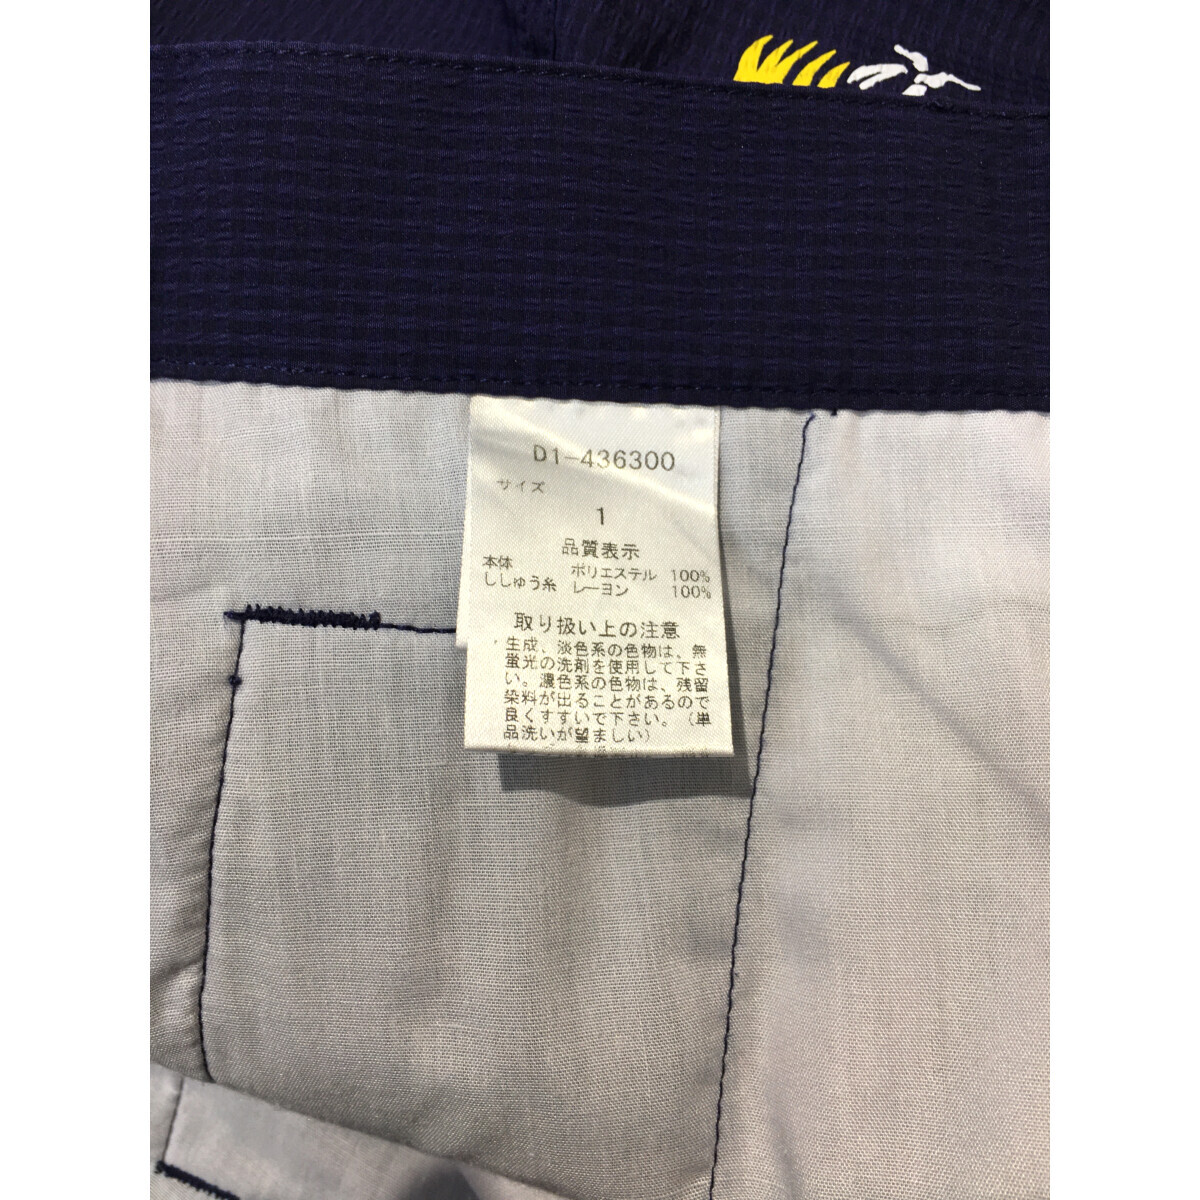 D1-436300
サイズ
1
品質表示
本体 ポリエステル 100%
ししゅう糸 レーヨン 100%
取り扱い上の注意
・生成、淡色系の色物は、無
蛍光の洗剤を使用して下さ
い。濃色系の色物は、残留
染料が出ることがあるので
良くすすいで下さい。(単
品洗いが望ましい)